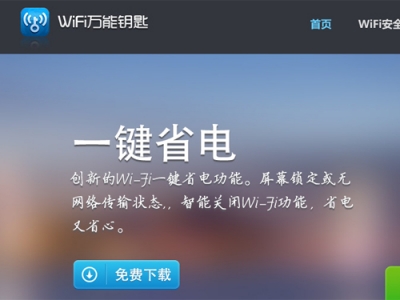 WiFi万能钥匙
首页
WiFi安全
一键省电
创新的Wi-Fi一键省电功能。屏幕锁定或无
网络传输状态,，智能关闭Wi-Fi功能，省电
又省心。
免费下载